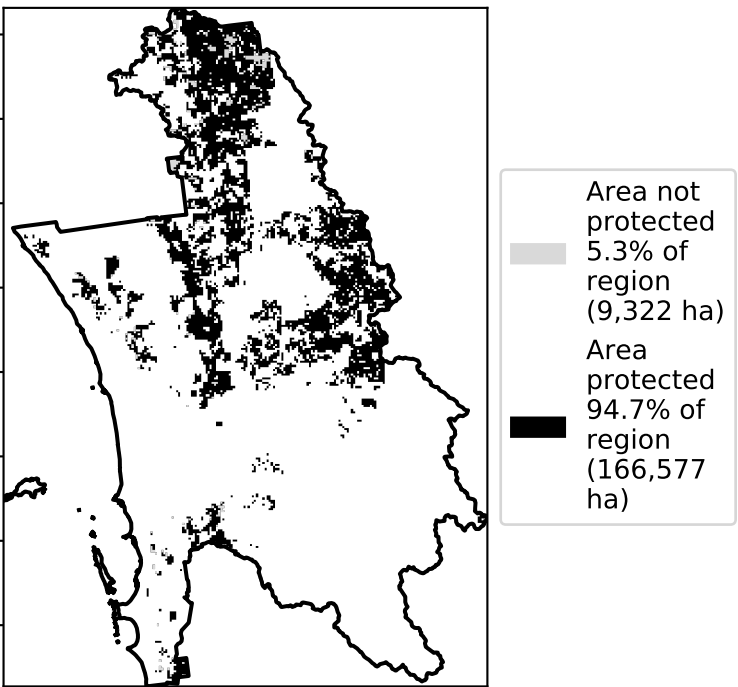 Area not
protected
5.3% of
region
(9,322 ha)
Area
protected
94.7% of
region
(166,577
ha)